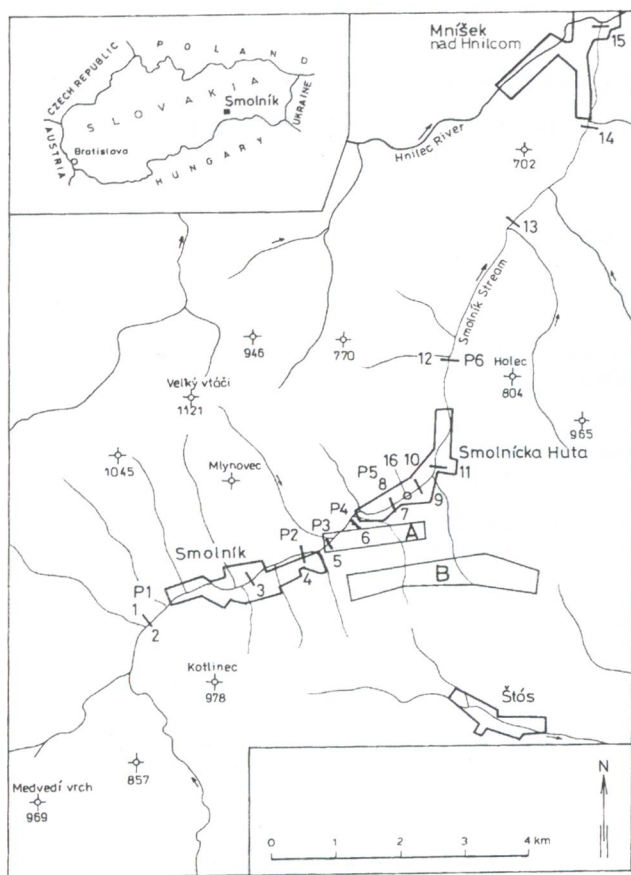 POLAND
CZECH REPUBLIC
SLOVAKIA
Smolník
UKRAINE
AUSTRIA
Bratislava
HUNGARY
Mníšek
nad Hnilcom
15
14
Hnilec River
702
13
Smolník Stream
946
770
12
P6
Holec
804
Veľký vtáči
1121
965
1045
Mlynovec
Smolnícka Huta
16
10
P5
8
11
9
7
P4
6
A
P3
P2
5
Smolník
4
B
P1
3
1
2
Kotlinec
978
Štós
857
Medvedí vrch
969
N
0 1 2 3 4 km